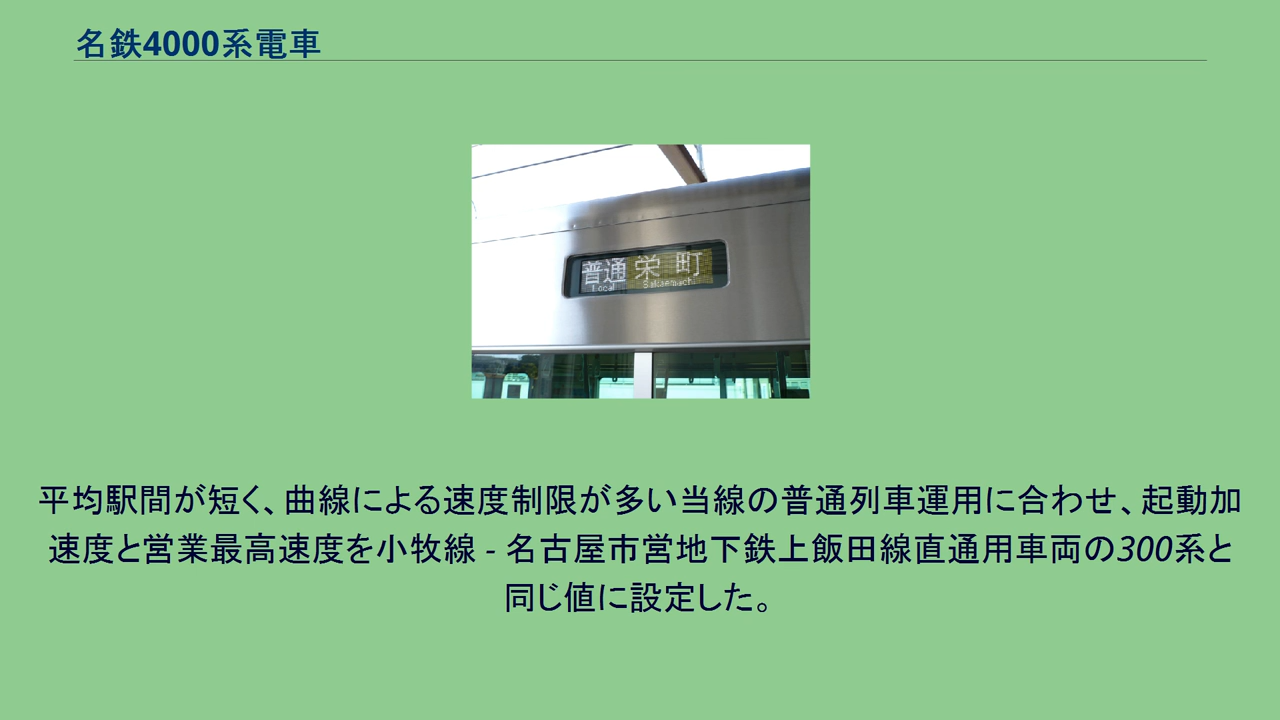 名鉄4000系電車
普通 栄町
Local Sakaemachi
平均駅間が短く、曲線による速度制限が多い当線の普通列車運用に合わせ、起動加
速度と営業最高速度を小牧線 - 名古屋市営地下鉄上飯田線直通用車両の300系と
同じ値に設定した。